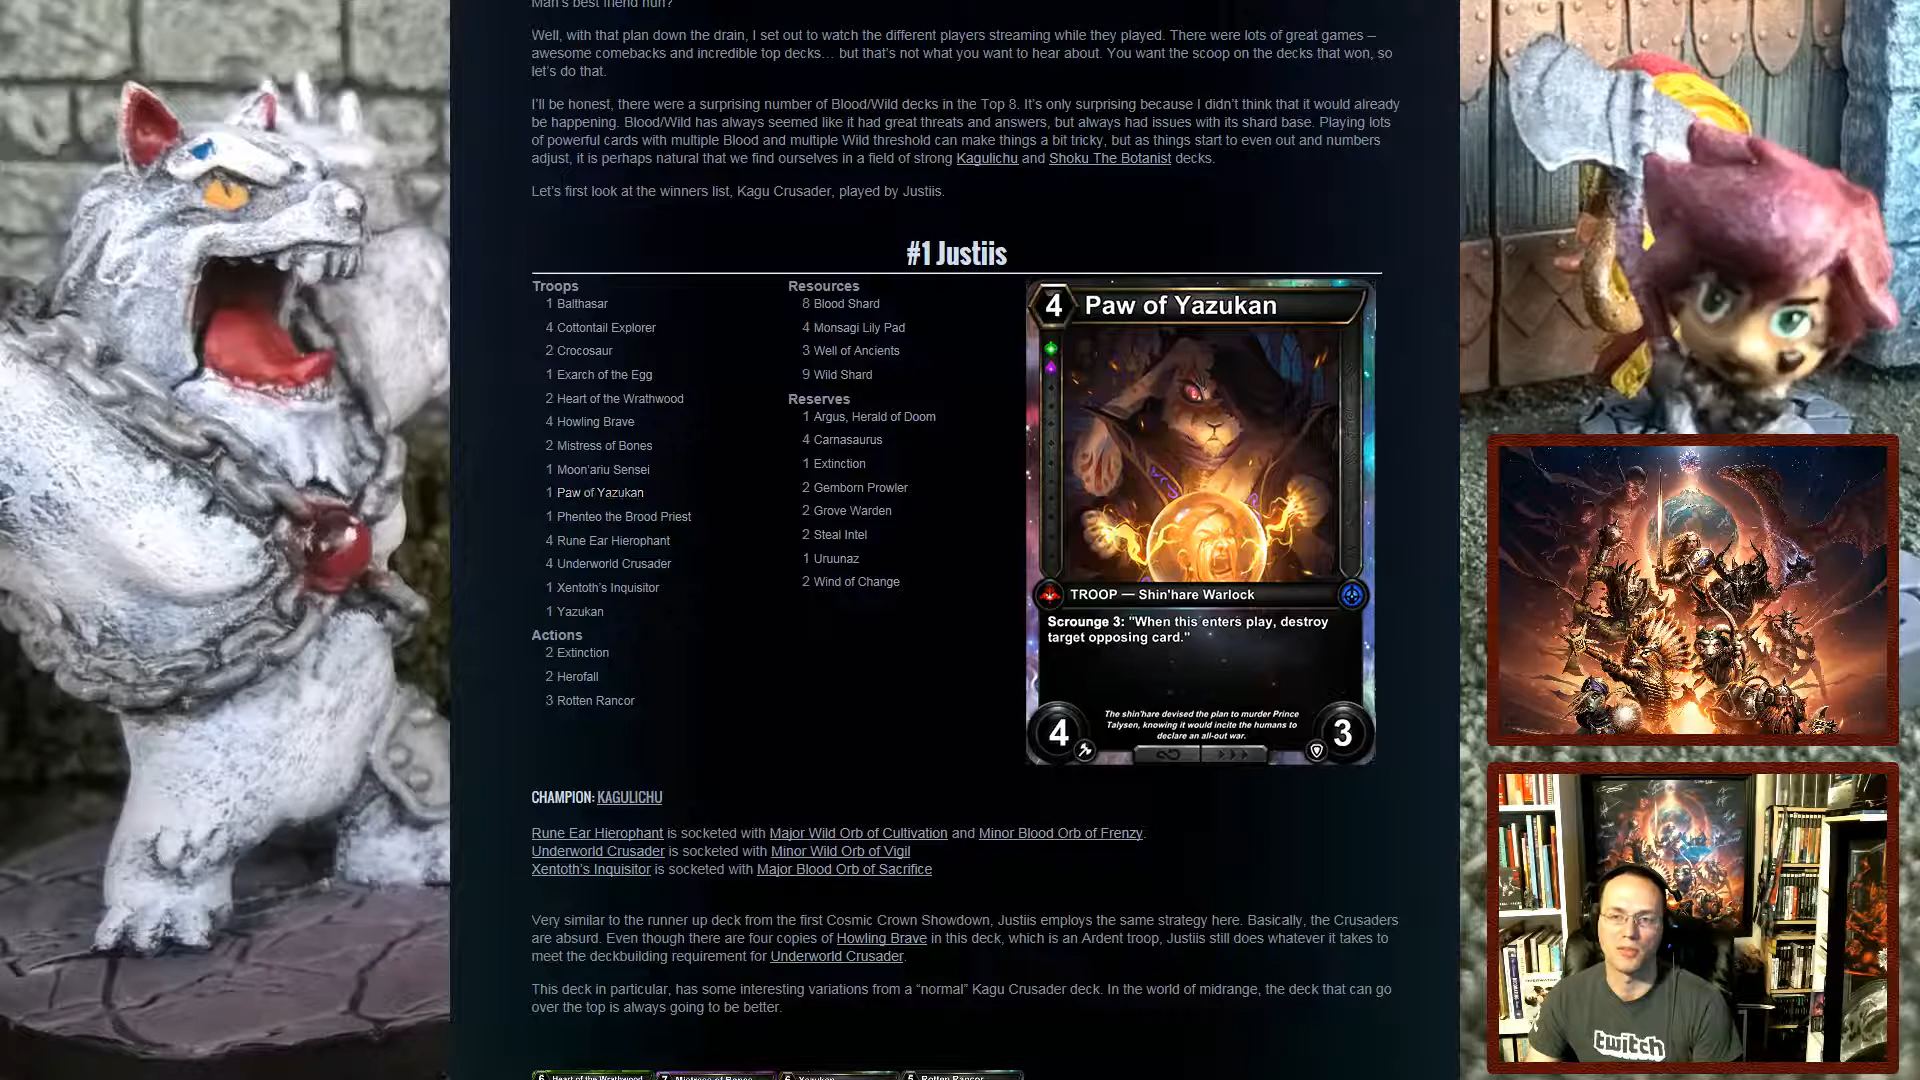 Man's best friend huh?
Well, with that plan down the drain, I set out to watch the different players streaming while they played. There were lots of great games –
awesome comebacks and incredible top decks… but that's not what you want to hear about. You want the scoop on the decks that won, so
let's do that.
I'll be honest, there were a surprising number of Blood/Wild decks in the Top 8. It's only surprising because I didn't think that it would already
be happening. Blood/Wild has always seemed like it had great threats and answers, but always had issues with its shard base. Playing lots
of powerful cards with multiple Blood and multiple Wild threshold can make things a bit tricky, but as things start to even out and numbers
adjust, it is perhaps natural that we find ourselves in a field of strong Kagulichu and Shoku The Botanist decks.
Let's first look at the winners list, Kagu Crusader, played by Justiis.
#1 Justiis
Troops
1 Balthasar
4 Cottontail Explorer
2 Crocosaur
1 Exarch of the Egg
2 Heart of the Wrathwood
4 Howling Brave
2 Mistress of Bones
1 Moon'ariu Sensei
1 Paw of Yazukan
1 Phenteo the Brood Priest
4 Rune Ear Hierophant
4 Underworld Crusader
1 Xentoth's Inquisitor
1 Yazukan
Actions
2 Extinction
2 Herofall
3 Rotten Rancor
Resources
8 Blood Shard
4 Monsagi Lily Pad
3 Well of Ancients
9 Wild Shard
Reserves
1 Argus, Herald of Doom
4 Carnasaurus
1 Extinction
2 Gemborn Prowler
2 Grove Warden
2 Steal Intel
1 Uruunaz
2 Wind of Change
4 Paw of Yazukan
TROOP — Shin'hare Warlock
Scrounge 3: "When this enters play, destroy
target opposing card."
The shin'hare devised the plan to murder Prince
Talysen, knowing it would incite the humans to
declare an all-out war.
4 3
CHAMPION: KAGULICHU
Rune Ear Hierophant is socketed with Major Wild Orb of Cultivation and Minor Blood Orb of Frenzy.
Underworld Crusader is socketed with Minor Wild Orb of Vigil
Xentoth's Inquisitor is socketed with Major Blood Orb of Sacrifice
Very similar to the runner up deck from the first Cosmic Crown Showdown, Justiis employs the same strategy here. Basically, the Crusaders
are absurd. Even though there are four copies of Howling Brave in this deck, which is an Ardent troop, Justiis still does whatever it takes to
meet the deckbuilding requirement for Underworld Crusader.
This deck in particular, has some interesting variations from a “normal” Kagu Crusader deck. In the world of midrange, the deck that can go
over the top is always going to be better.
6 Heart of the Wrathwood 7 Mistress of Bones 6 Yazukan 5 Rotten Rancor
twitch